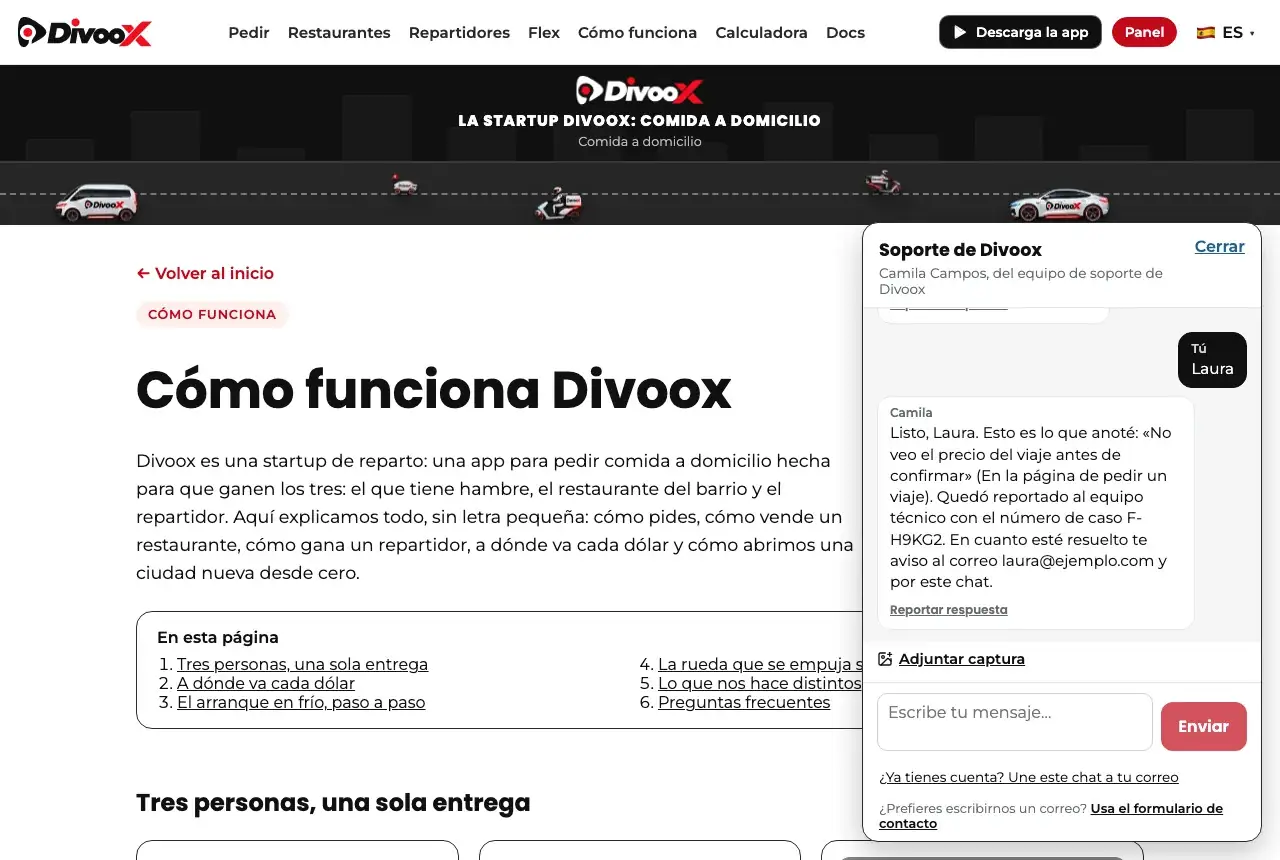 DivooX
Pedir
Restaurantes
Repartidores
Flex
Cómo funciona
Calculadora
Docs
Descarga la app
Panel
ES
DivooX
LA STARTUP DIVOOX: COMIDA A DOMICILIO
Comida a domicilio
DivooX
DivooX
← Volver al inicio
CÓMO FUNCIONA
Cómo funciona Divoox
Divoox es una startup de reparto: una app para pedir comida a domicilio hecha
para que ganen los tres: el que tiene hambre, el restaurante del barrio y el
repartidor. Aquí explicamos todo, sin letra pequeña: cómo pides, cómo vende un
restaurante, cómo gana un repartidor, a dónde va cada dólar y cómo abrimos una
ciudad nueva desde cero.
En esta página
1. Tres personas, una sola entrega
2. A dónde va cada dólar
3. El arranque en frío, paso a paso
4. La rueda que se empuja s
5. Lo que nos hace distintos
6. Preguntas frecuentes
Tres personas, una sola entrega
Soporte de Divoox
Cerrar
Camila Campos, del equipo de soporte de
Divoox
Tú
Laura
Camila
Listo, Laura. Esto es lo que anoté: «No
veo el precio del viaje antes de
confirmar» (En la página de pedir un
viaje). Quedó reportado al equipo
técnico con el número de caso F-
H9KG2. En cuanto esté resuelto te
aviso al correo laura@ejemplo.com y
por este chat.
Reportar respuesta
Adjuntar captura
Escribe tu mensaje...
Enviar
¿Ya tienes cuenta? Une este chat a tu correo
¿Prefieres escribirnos un correo? Usa el formulario de
contacto